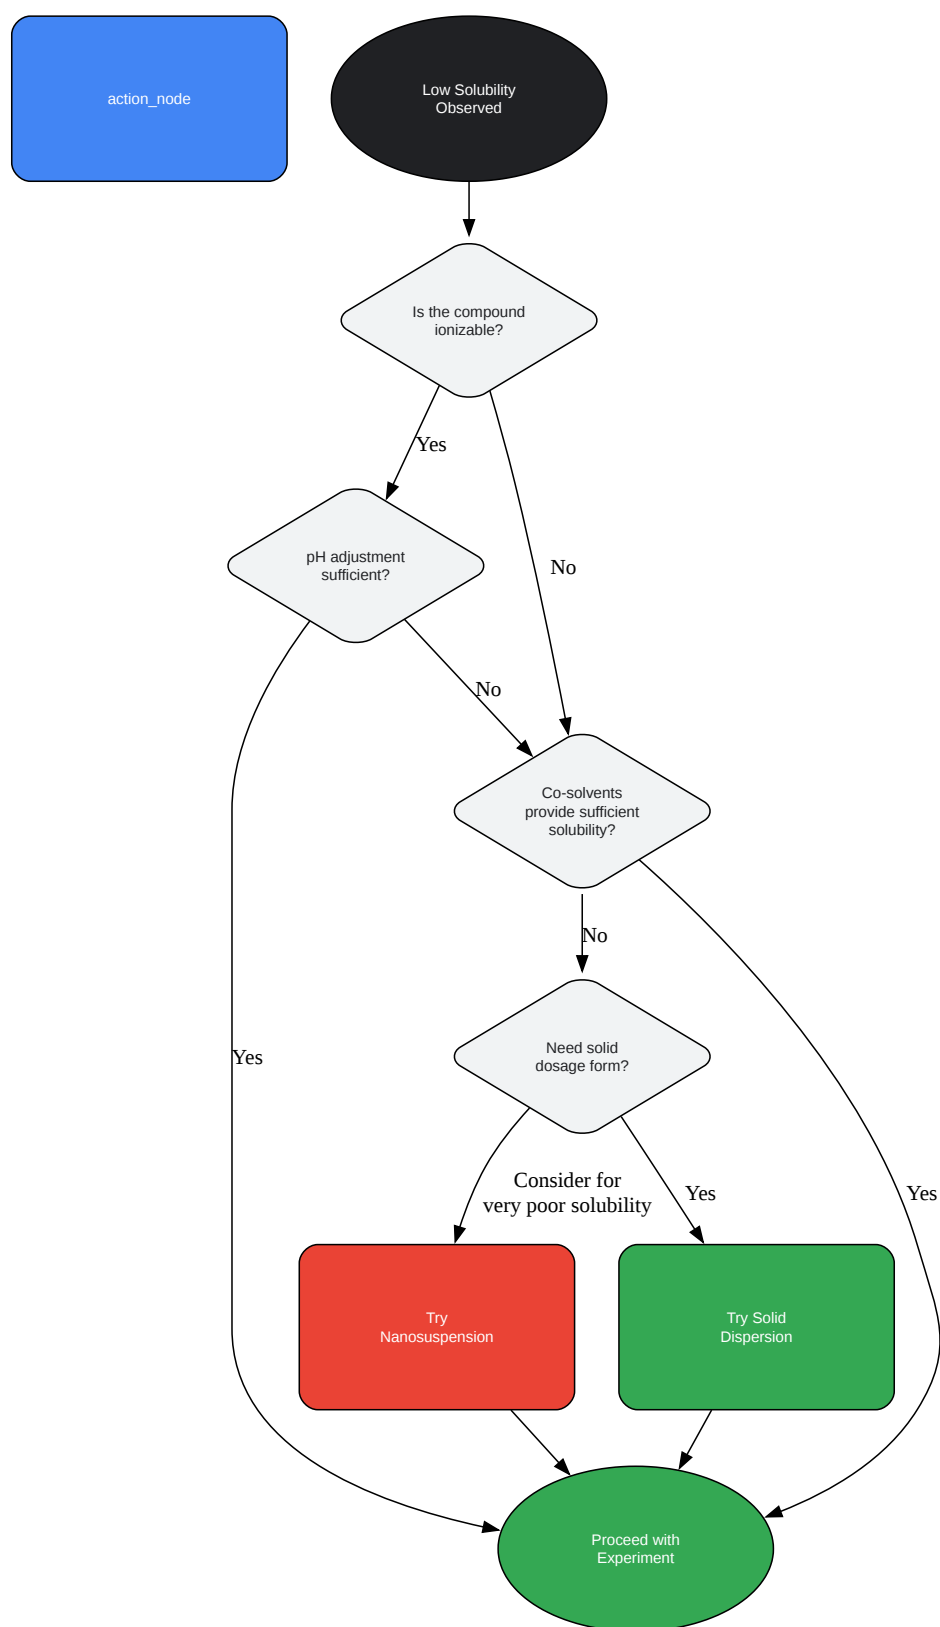 action_node
Low Solubility
Observed
Is the compound
ionizable?
Yes
pH adjustment
sufficient?
No
No
Co-solvents
provide sufficient
solubility?
No
Need solid
dosage form?
Yes
Consider for
very poor solubility
Yes
Yes
Try
Nanosuspension
Try Solid
Dispersion
Proceed with
Experiment